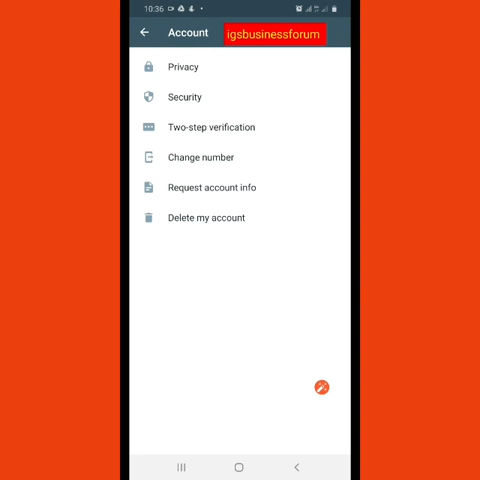 10:36
Account
igsbusinessforum
Privacy
Security
Two-step verification
Change number
Request account info
Delete my account